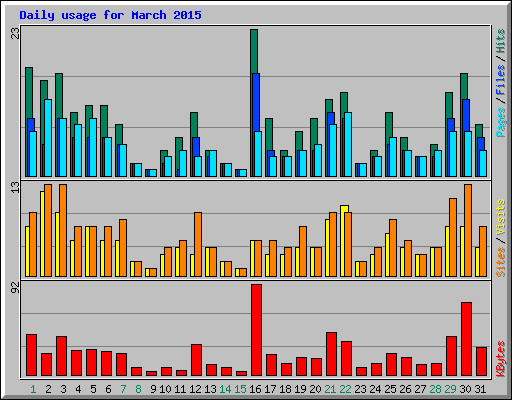 Daily usage for March 2015
23
Pages / Files / Hits
13
Sites / Visits
92
KBytes
1 2 3 4 5 6 7 8 9 10 11 12 13 14 15 16 17 18 19 20 21 22 23 24 25 26 27 28 29 30 31